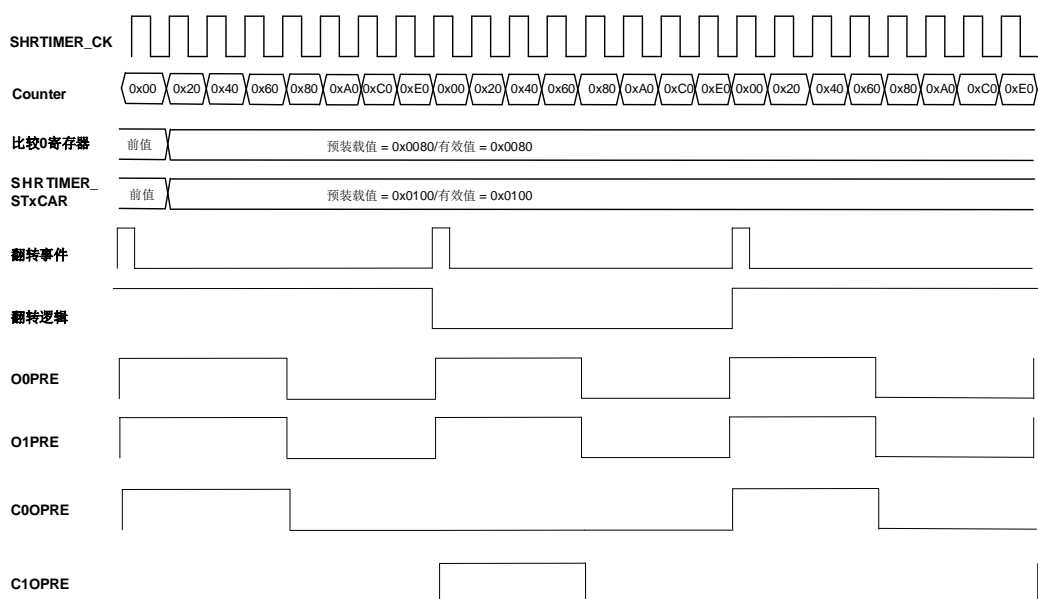 SHRTIMER_CK
Counter 0x00 0x20 0x40 0x60 0x80 0xA0 0xC0 0xE0 0x00 0x20 0x40 0x60 0x80 0xA0 0xC0 0xE0 0x00 0x20 0x40 0x60 0x80 0xA0 0xC0 0xE0
比较0寄存器 前值 预装载值 = 0x0080/有效值 = 0x0080
SHRTIMER_
STxCAR 前值 预装载值 = 0x0100/有效值 = 0x0100
翻转事件
翻转逻辑
O0PRE
O1PRE
C0OPRE
C1OPRE